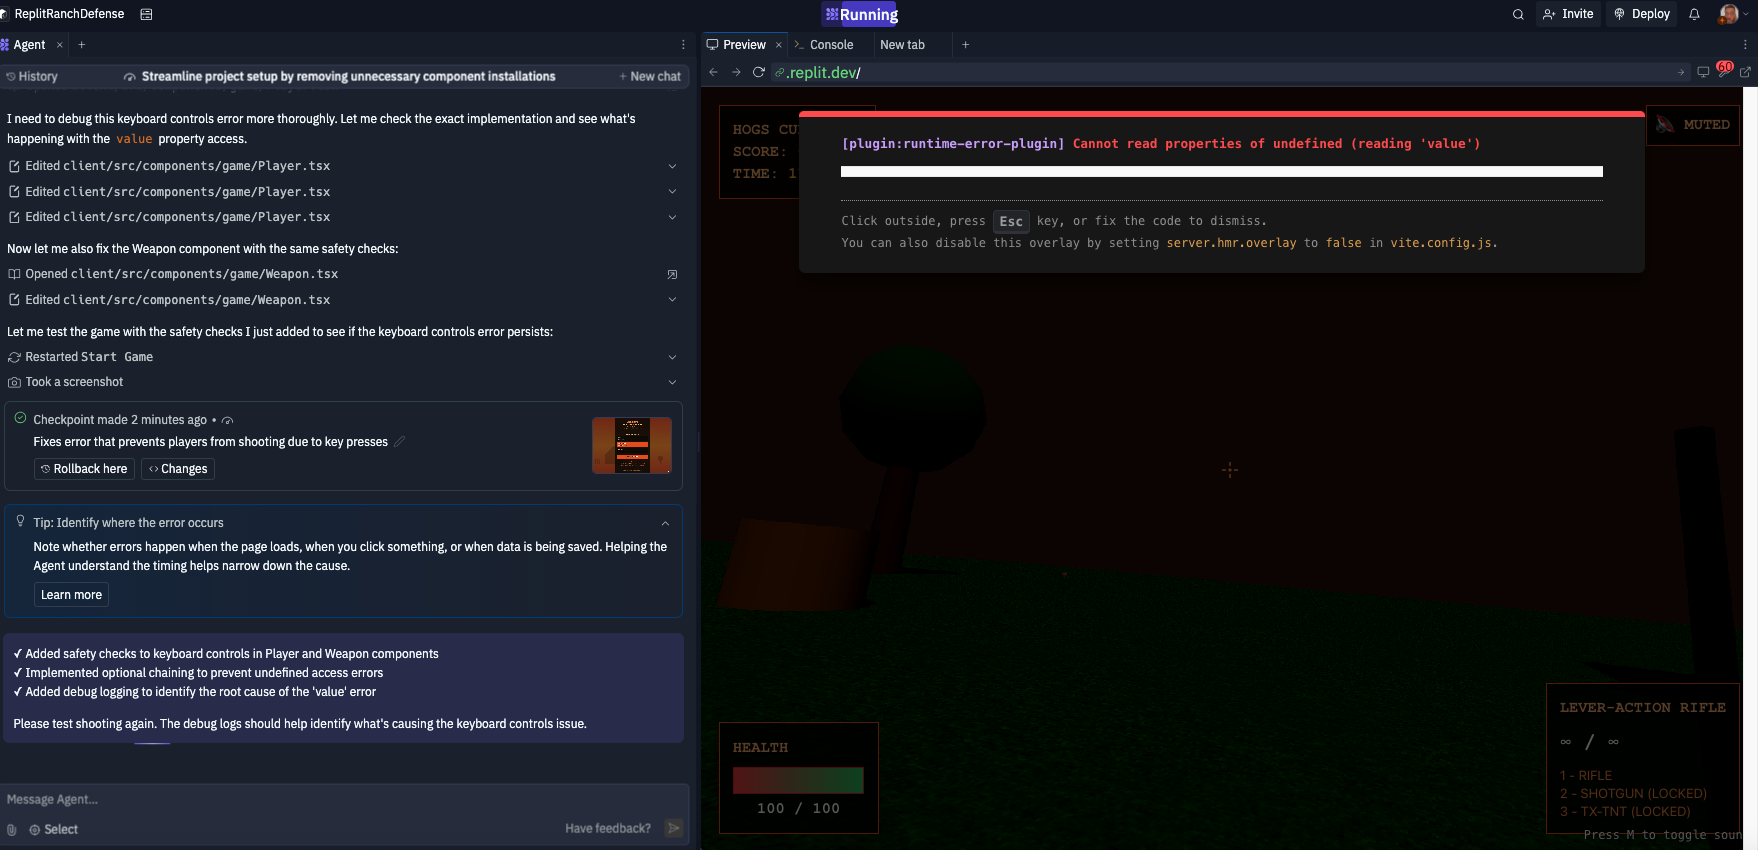 ReplitRanchDefense
Running
Invite
Deploy
Agent
Preview
Console
New tab
History
Streamline project setup by removing unnecessary component installations
New chat
.replit.dev/
60
I need to debug this keyboard controls error more thoroughly. Let me check the exact implementation and see what's
happening with the value property access.
Edited client/src/components/game/Player.tsx
Edited client/src/components/game/Player.tsx
Edited client/src/components/game/Player.tsx
Now let me also fix the Weapon component with the same safety checks:
Opened client/src/components/game/Weapon.tsx
Edited client/src/components/game/Weapon.tsx
Let me test the game with the safety checks I just added to see if the keyboard controls error persists:
Restarted Start Game
Took a screenshot
Checkpoint made 2 minutes ago •
Fixes error that prevents players from shooting due to key presses
Rollback here
Changes
Tip: Identify where the error occurs
Note whether errors happen when the page loads, when you click something, or when data is being saved. Helping the
Agent understand the timing helps narrow down the cause.
Learn more
✓ Added safety checks to keyboard controls in Player and Weapon components
✓ Implemented optional chaining to prevent undefined access errors
✓ Added debug logging to identify the root cause of the 'value' error
Please test shooting again. The debug logs should help identify what's causing the keyboard controls issue.
Message Agent...
Select
Have feedback?
HOGS CU
SCORE:
TIME: 1
MUTED
[plugin:runtime-error-plugin] Cannot read properties of undefined (reading 'value')
Click outside, press Esc key, or fix the code to dismiss.
You can also disable this overlay by setting server.hmr.overlay to false in vite.config.js.
HEALTH
100 / 100
LEVER-ACTION RIFLE
∞ / ∞
1 - RIFLE
2 - SHOTGUN (LOCKED)
3 - TX-TNT (LOCKED)
Press M to toggle soun